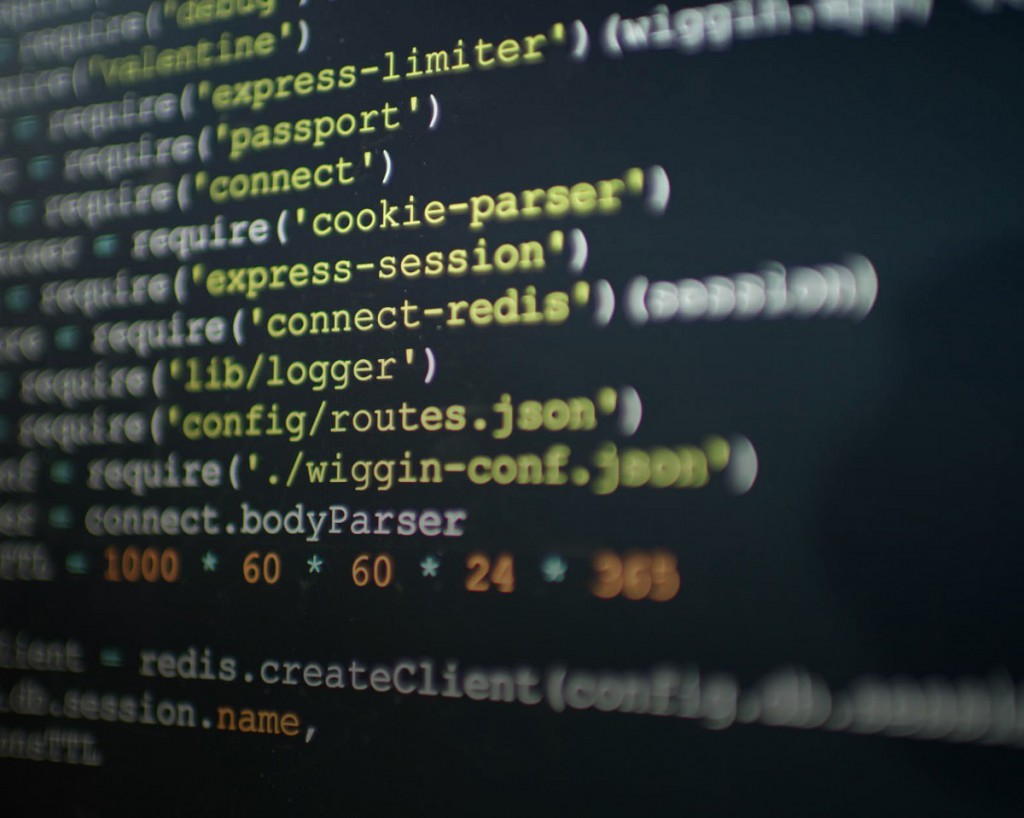 require('debug
('valentine')
= require('express-limiter')(wiggin.app,
= require('passport')
= require('connect')
= require('cookie-parser')
= require('express-session')
= require('connect-redis')(session)
= require('lib/logger')
require('config/routes.json')
= require('./wiggin-conf.json')
= connect.bodyParser
= 1000 * 60 * 60 * 24 * 365
= redis.createClient(config.db.
db.session.name,